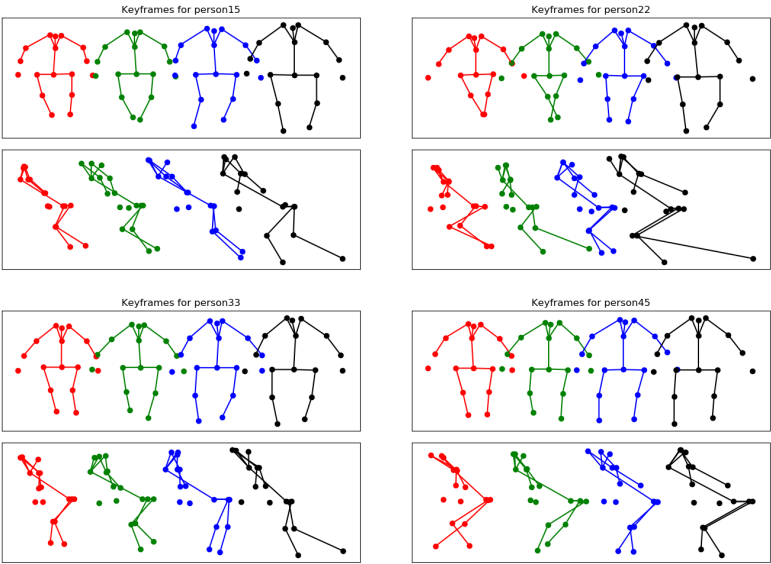 Keyframes for person15
Keyframes for person22
Keyframes for person33
Keyframes for person45